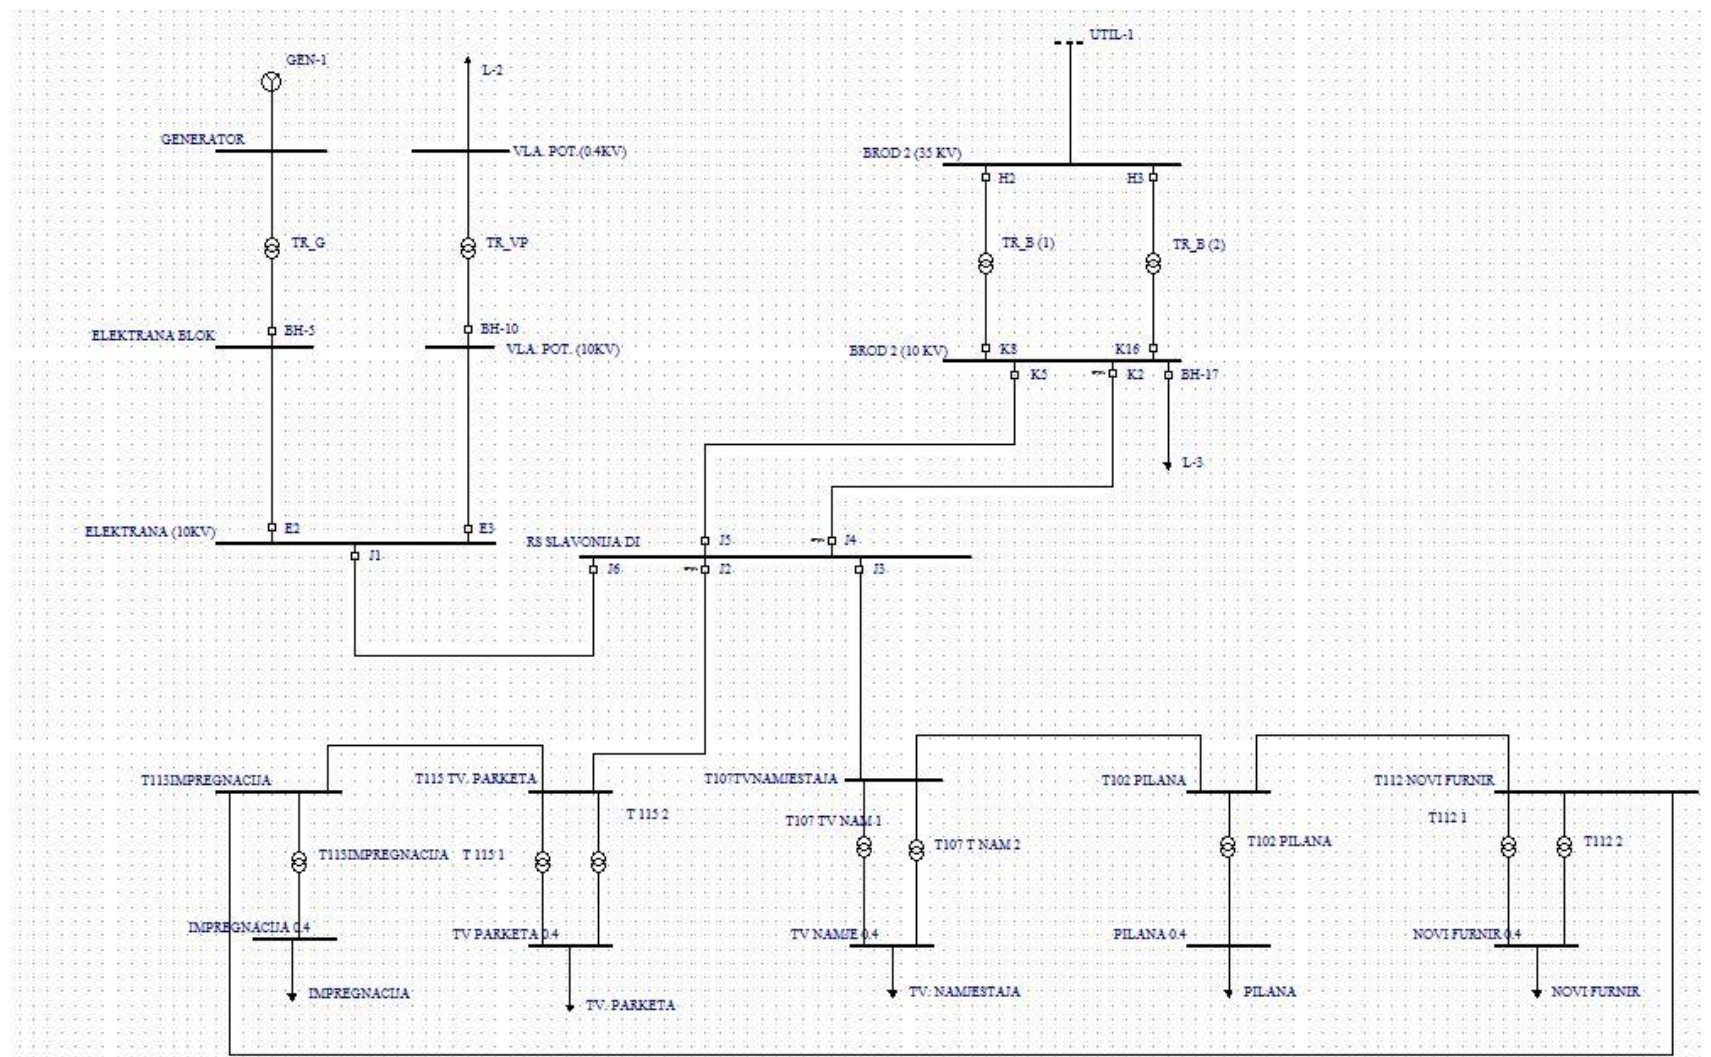 UTIL-1
GEN-1
L-2
GENERATOR
VLA. POT.(0.4KV)
BROD 2 (35 KV)
H2
H3
TR_G
TR_VP
TR_B (1)
TR_B (2)
ELEKTRANA BLOK
BH-5
BH-10
VLA. POT. (10KV)
BROD 2 (10 KV)
K8
K16
K5
K2
BH-17
L-3
ELEKTRANA (10KV)
E2
E3
RS SLAVONIJA DI
J5
J4
J1
J6
J2
J3
T113IMPREGNACIJA
T115 TV. PARKETA
T107TVNAMJESTAJA
T102 PILANA
T112 NOVI FURNIR
T 115 2
T107 TV NAM 1
T112 1
T113IMPREGNACIJA
T 115 1
T107 T NAM 2
T102 PILANA
T112 2
IMPREGNACIJA 0.4
TV PARKETA 0.4
TV NAMJE 0.4
PILANA 0.4
NOVI FURNIR 0.4
IMPREGNACIJA
TV. PARKETA
TV. NAMJESTAJA
PILANA
NOVI FURNIR